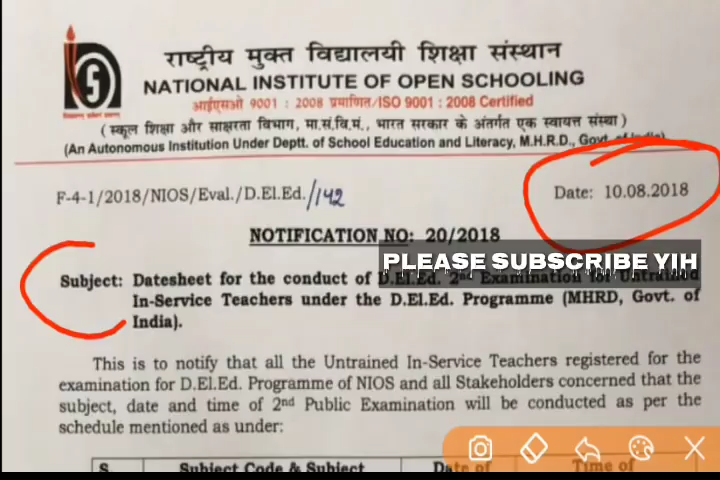 राष्ट्रीय मुक्त विद्यालयी शिक्षा संस्थान
NATIONAL INSTITUTE OF OPEN SCHOOLING
आईएसओ 9001 : 2008 प्रमाणित/ISO 9001 : 2008 Certified
( स्कूल शिक्षा और साक्षरता विभाग, मा.सं.वि.मं., भारत सरकार के अंतर्गत एक स्वायत्त संस्था )
(An Autonomous Institution Under Deptt. of School Education and Literacy, M.H.R.D., Govt. of India)
F-4-1/2018/NIOS/Eval./D.El.Ed./142
Date: 10.08.2018
NOTIFICATION NO: 20/2018
PLEASE SUBSCRIBE YIH
Subject: Datesheet for the conduct of D.El.Ed. 2nd Examination for Untrained
In-Service Teachers under the D.El.Ed. Programme (MHRD, Govt. of
India).
This is to notify that all the Untrained In-Service Teachers registered for the
examination for D.El.Ed. Programme of NIOS and all Stakeholders concerned that the
subject, date and time of 2nd Public Examination will be conducted as per the
schedule mentioned as under:
S. Subject Code & Subject Date of Time of